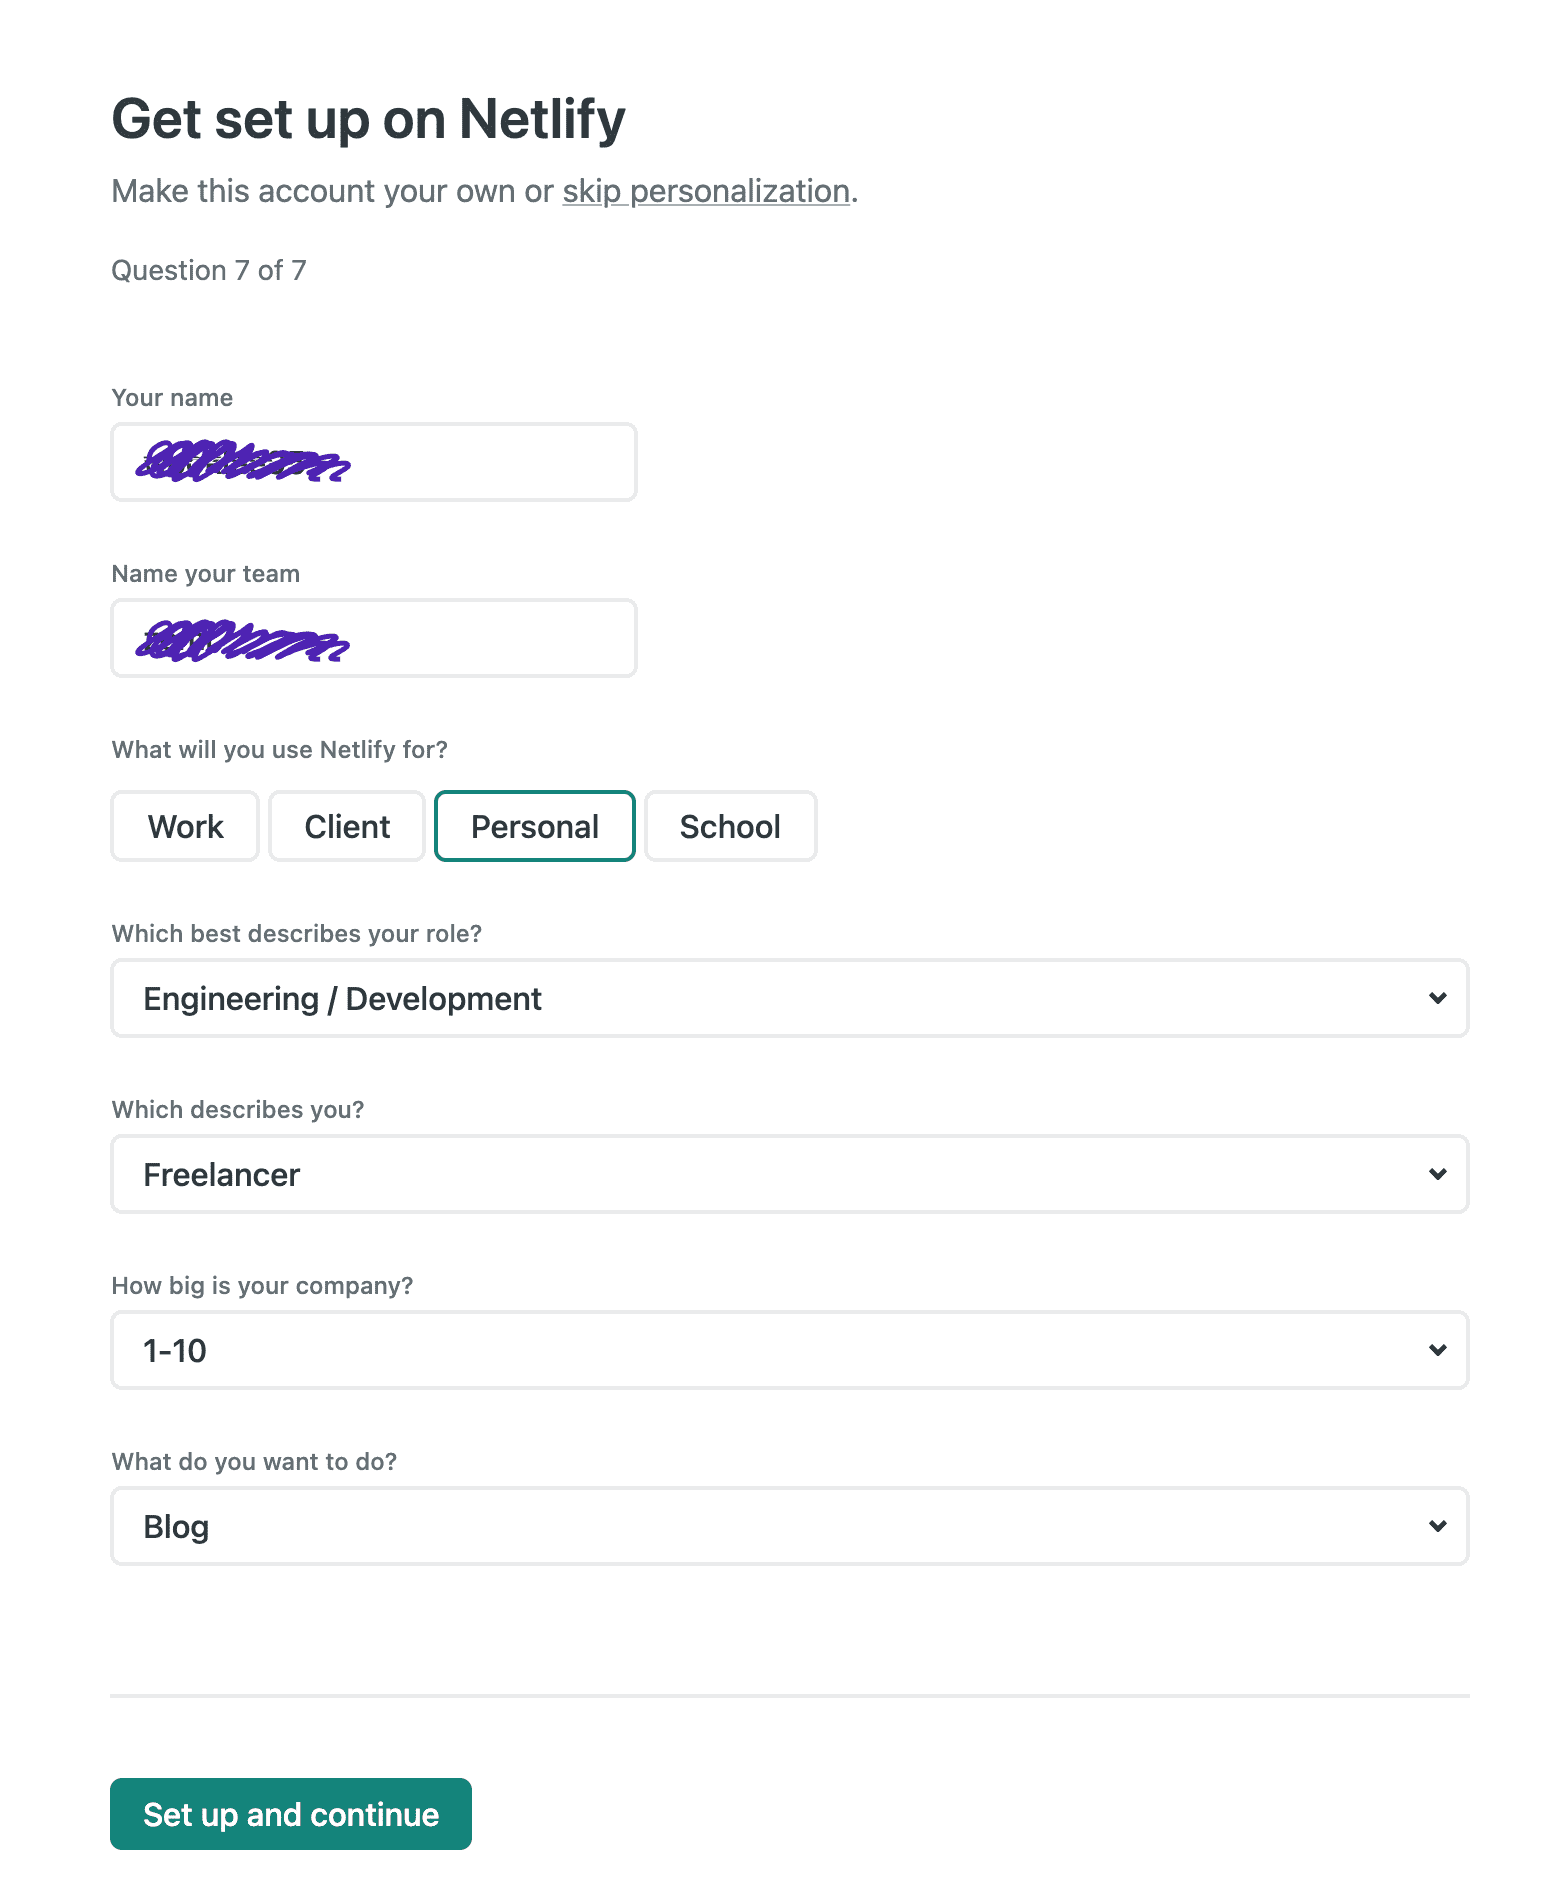 Get set up on Netlify
Make this account your own or skip personalization.
Question 7 of 7
Your name
Name your team
What will you use Netlify for?
Work Client Personal School
Which best describes your role?
Engineering / Development
Which describes you?
Freelancer
How big is your company?
1-10
What do you want to do?
Blog
Set up and continue